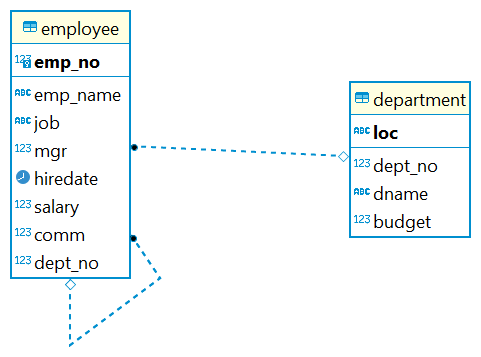 employee
123 emp_no
ABC emp_name
ABC job
123 mgr
hiredate
123 salary
123 comm
123 dept_no
department
ABC loc
123 dept_no
ABC dname
123 budget